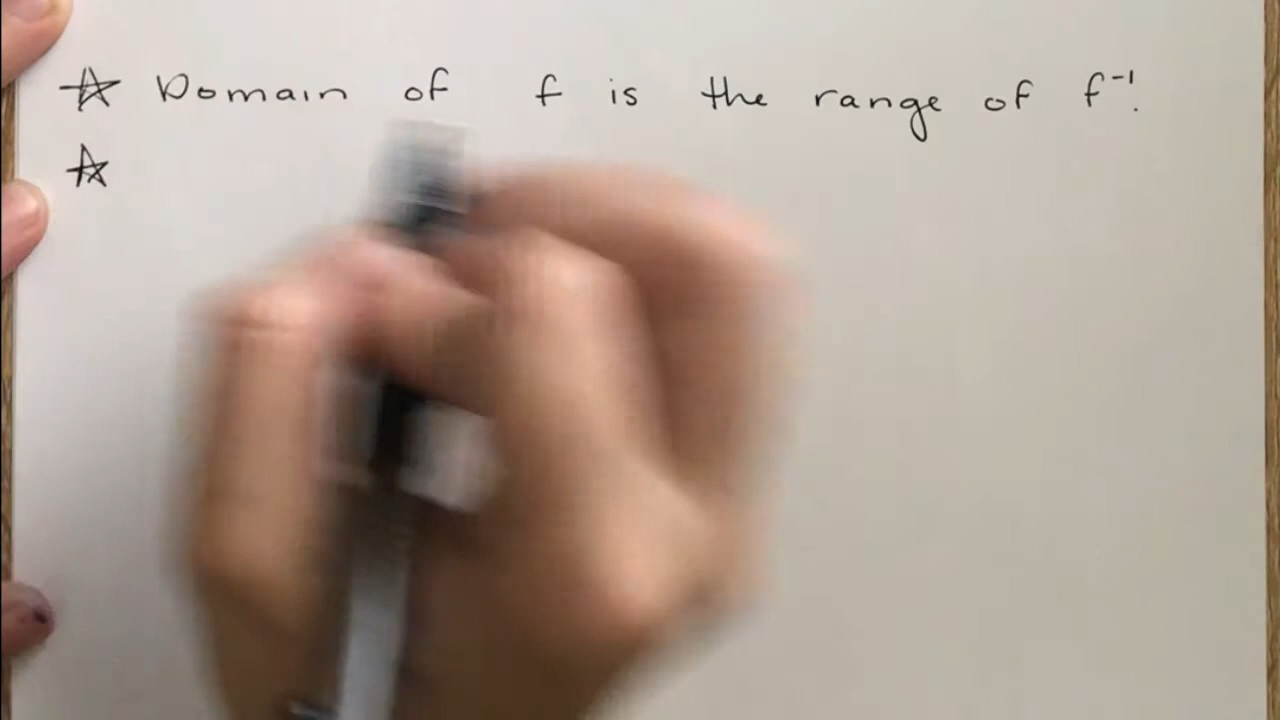 ☆ Domain of f is the range of f⁻¹.
☆